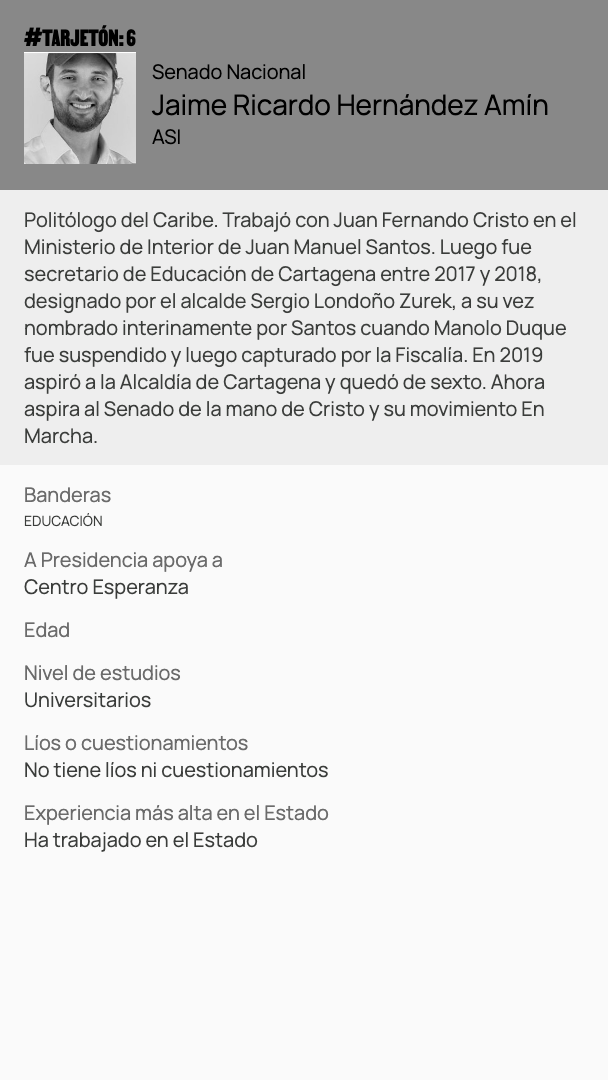 #TARJETÓN: 6
Senado Nacional
Jaime Ricardo Hernández Amín
ASI
Politólogo del Caribe. Trabajó con Juan Fernando Cristo en el
Ministerio de Interior de Juan Manuel Santos. Luego fue
secretario de Educación de Cartagena entre 2017 y 2018,
designado por el alcalde Sergio Londoño Zurek, a su vez
nombrado interinamente por Santos cuando Manolo Duque
fue suspendido y luego capturado por la Fiscalía. En 2019
aspiró a la Alcaldía de Cartagena y quedó de sexto. Ahora
aspira al Senado de la mano de Cristo y su movimiento En
Marcha.
Banderas
EDUCACIÓN
A Presidencia apoya a
Centro Esperanza
Edad
Nivel de estudios
Universitarios
Líos o cuestionamientos
No tiene líos ni cuestionamientos
Experiencia más alta en el Estado
Ha trabajado en el Estado